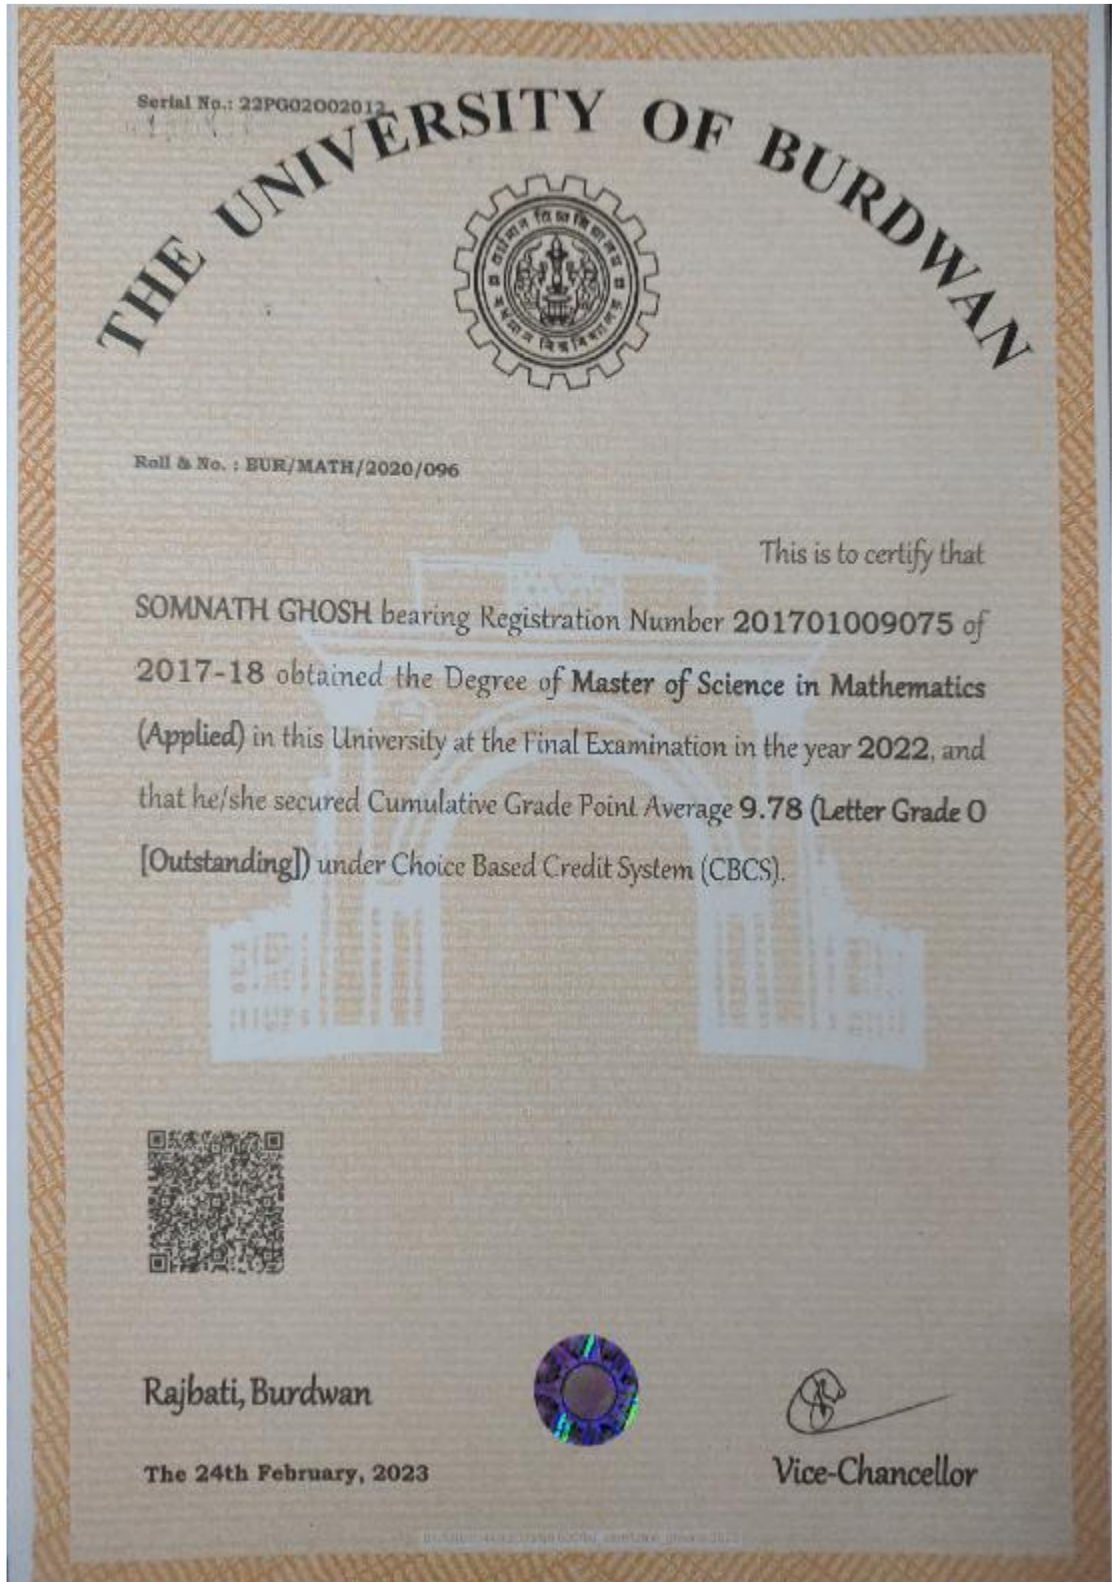 Serial No.: 22PG02O02012
THE UNIVERSITY OF BURDWAN
Roll & No. : BUR/MATH/2020/096
This is to certify that
SOMNATH GHOSH bearing Registration Number 201701009075 of
2017-18 obtained the Degree of Master of Science in Mathematics
(Applied) in this University at the Final Examination in the year 2022, and
that he/she secured Cumulative Grade Point Average 9.78 (Letter Grade O
[Outstanding]) under Choice Based Credit System (CBCS).
Rajbati, Burdwan
The 24th February, 2023
Vice-Chancellor